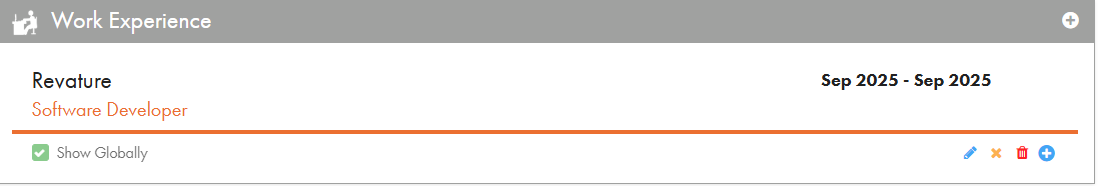 Work Experience
Revature
Sep 2025 - Sep 2025
Software Developer
Show Globally